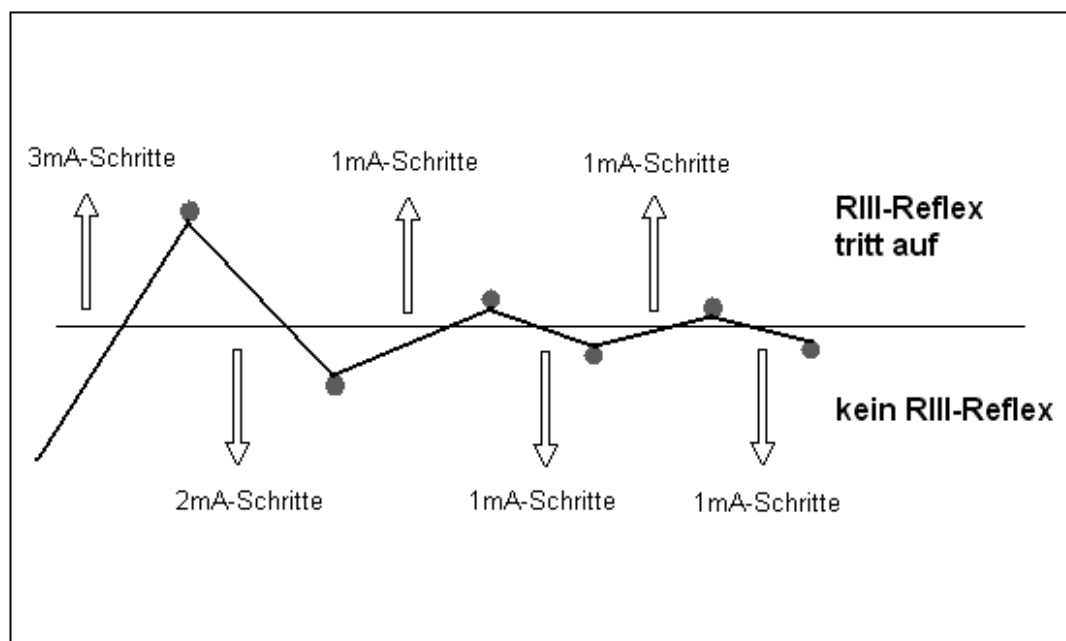 3mA-Schritte
1mA-Schritte
1mA-Schritte
RIII-Reflex
tritt auf
kein RIII-Reflex
2mA-Schritte
1mA-Schritte
1mA-Schritte